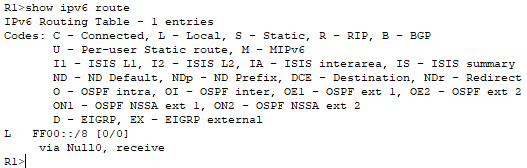 R1>show ipv6 route
IPv6 Routing Table - 1 entries
Codes: C - Connected, L - Local, S - Static, R - RIP, B - BGP
U - Per-user Static route, M - MIPv6
I1 - ISIS L1, I2 - ISIS L2, IA - ISIS interarea, IS - ISIS summary
ND - ND Default, NDp - ND Prefix, DCE - Destination, NDr - Redirect
O - OSPF intra, OI - OSPF inter, OE1 - OSPF ext 1, OE2 - OSPF ext 2
ON1 - OSPF NSSA ext 1, ON2 - OSPF NSSA ext 2
D - EIGRP, EX - EIGRP external
L FF00::/8 [0/0]
via Null0, receive
R1>